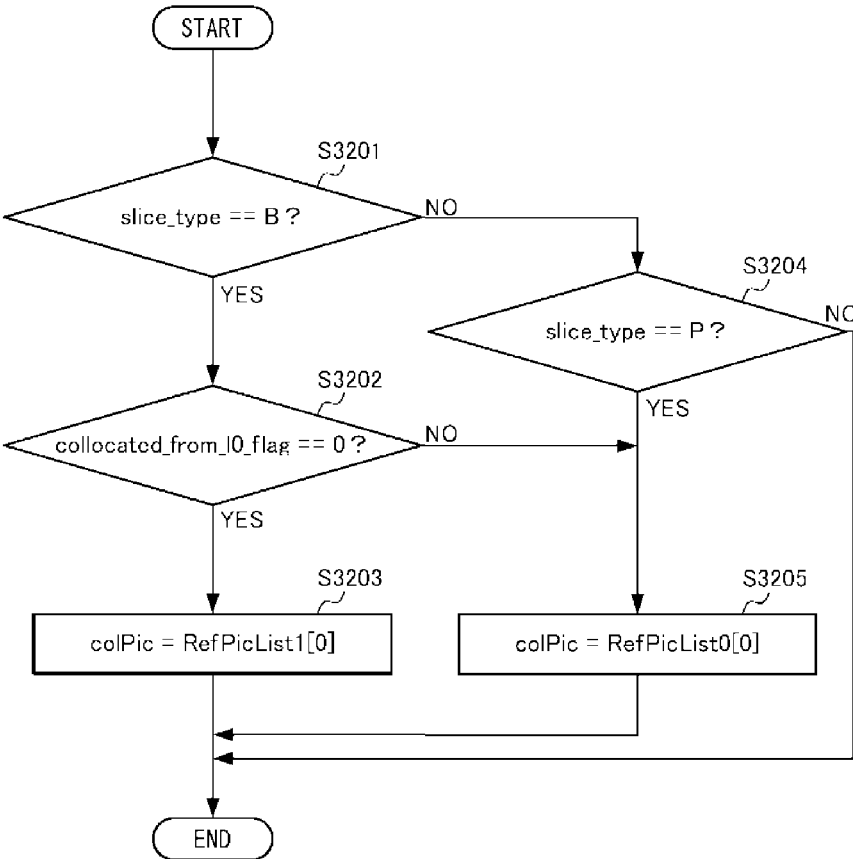 START
S3201
slice_type == B ?
NO
YES
S3204
slice_type == P ?
NO
YES
S3202
collocated_from_l0_flag == 0 ?
NO
YES
S3203
colPic = RefPicList1[0]
S3205
colPic = RefPicList0[0]
END